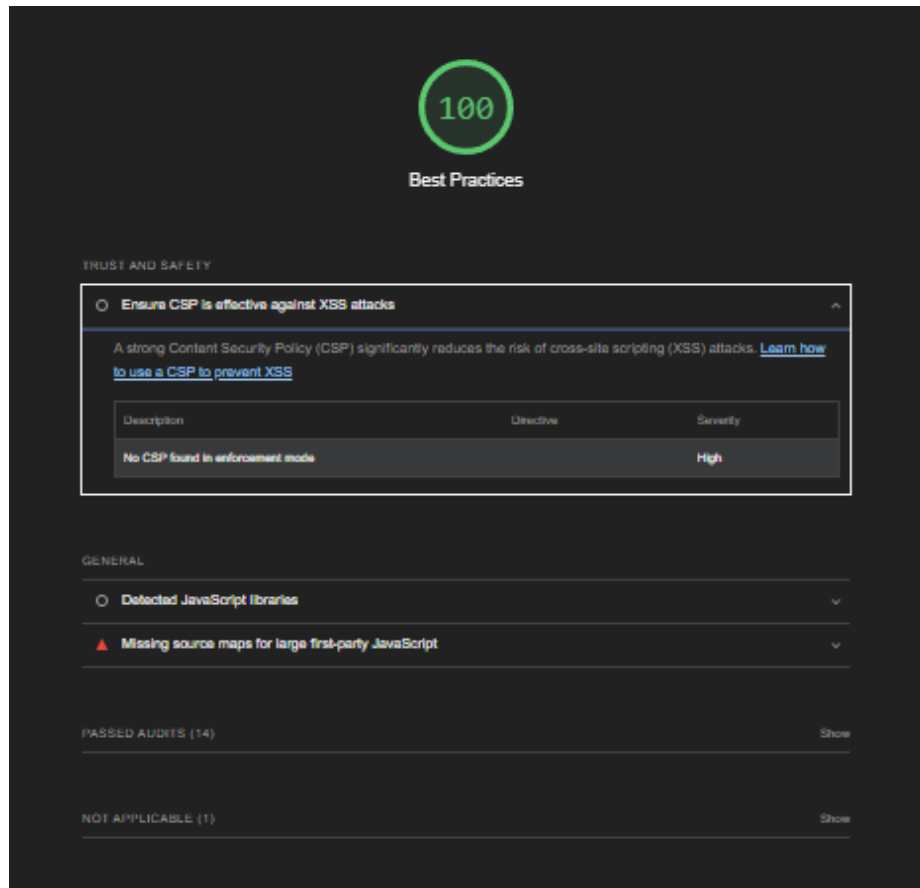 100
Best Practices
TRUST AND SAFETY
Ensure CSP is effective against XSS attacks
A strong Content Security Policy (CSP) significantly reduces the risk of cross-site scripting (XSS) attacks. Learn how
to use a CSP to prevent XSS
Description Directive Severity
No CSP found in enforcement mode High
GENERAL
Detected JavaScript libraries
Missing source maps for large first-party JavaScript
PASSED AUDITS (14) Show
NOT APPLICABLE (1) Show